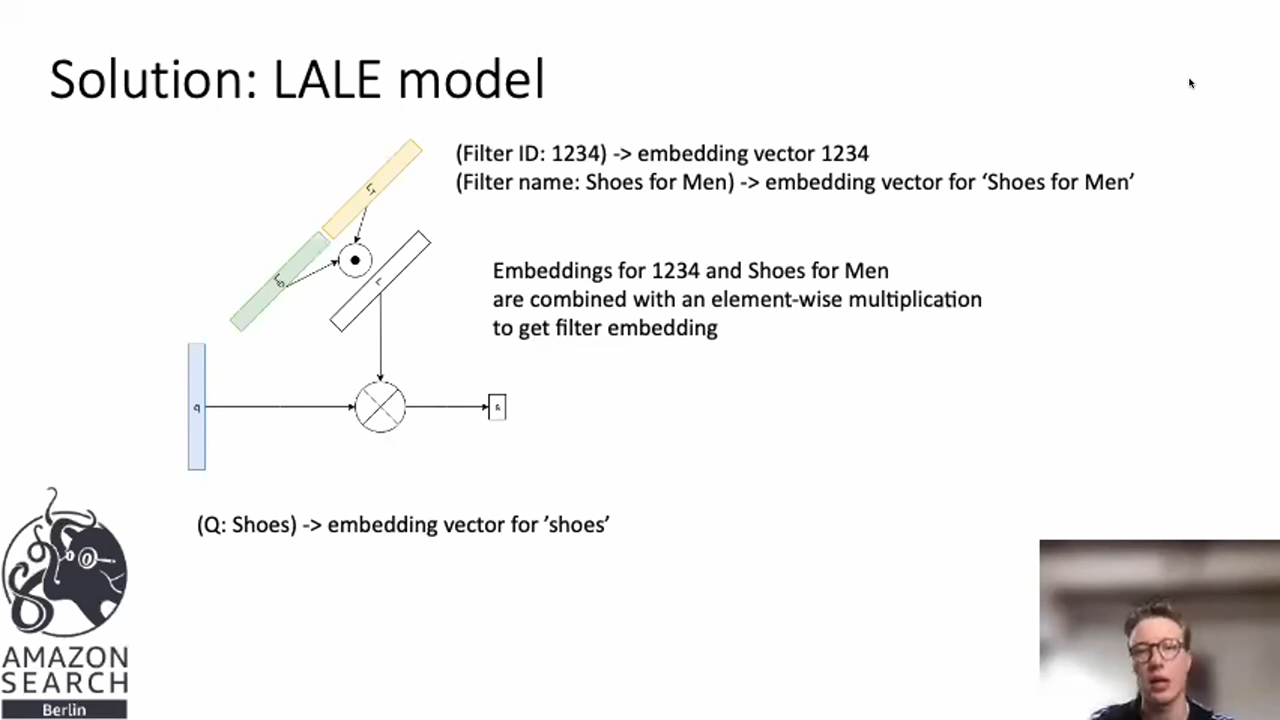 Solution: LALE model
(Filter ID: 1234) -> embedding vector 1234
(Filter name: Shoes for Men) -> embedding vector for ‘Shoes for Men’
Embeddings for 1234 and Shoes for Men
are combined with an element-wise multiplication
to get filter embedding
q
(Q: Shoes) -> embedding vector for ’shoes’
AMAZON
SEARCH
Berlin